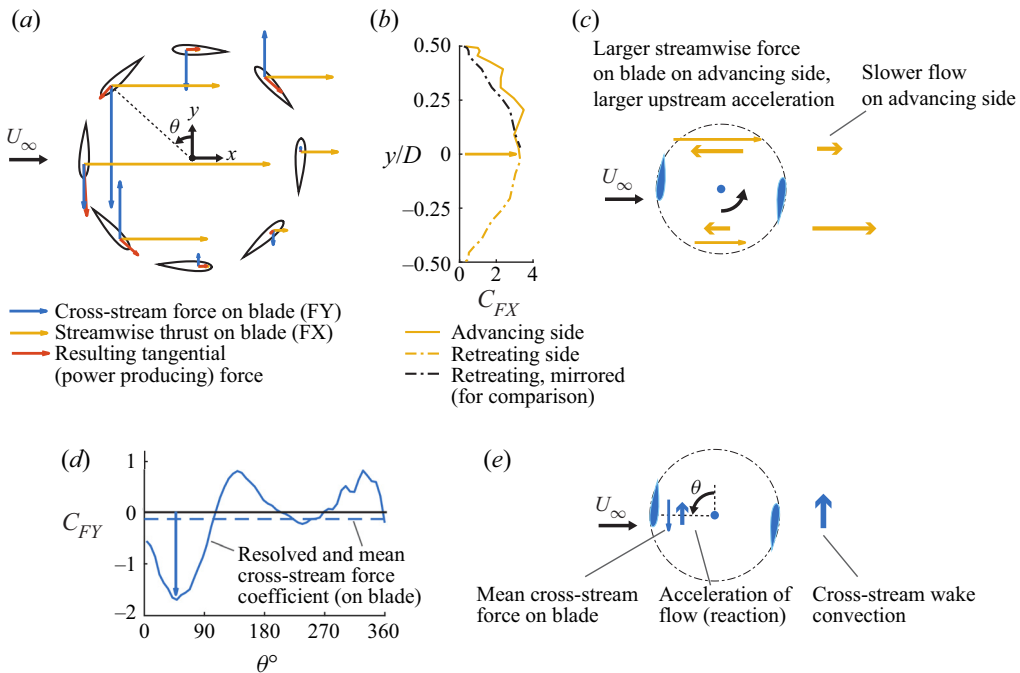 (a)
U∞
θ
y
x
Cross-stream force on blade (FY)
Streamwise thrust on blade (FX)
Resulting tangential
(power producing) force
(b)
0.50
0.25
y/D
0
−0.25
−0.50
0
2
4
C_FX
Advancing side
Retreating side
Retreating, mirrored
(for comparison)
(c)
Larger streamwise force
on blade on advancing side,
larger upstream acceleration
Slower flow
on advancing side
U∞
(d)
1
0
C_FY
−1
−2
Resolved and mean
cross-stream force
coefficient (on blade)
0
90
180
270
360
θ°
(e)
θ
U∞
Mean cross-stream
force on blade
Acceleration of
flow (reaction)
Cross-stream wake
convection